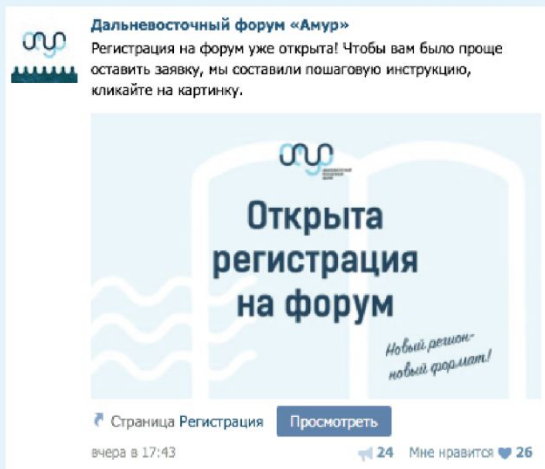 Дальневосточный форум «Амур»
Регистрация на форум уже открыта! Чтобы вам было проще
оставить заявку, мы составили пошаговую инструкцию,
кликайте на картинку.
Открыта
регистрация
на форум
Новый регион-
новый формат!
Страница Регистрация Просмотреть
вчера в 17:43 24 Мне нравится 26